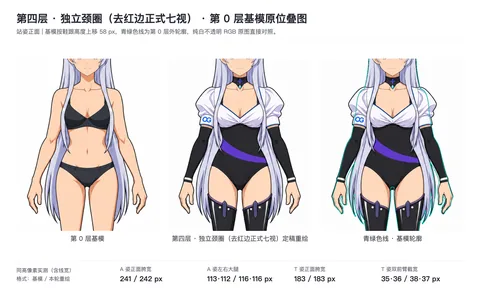 第四层 · 独立颈圈（去红边正式七视） · 第 0 层基模原位叠图
站姿正面｜基模按鞋跟高度上移 58 px。青绿色线为第 0 层外轮廓。纯白不透明 RGB 原图直接对照。
第 0 层基模
第四层 · 独立颈圈（去红边正式七视）定稿重绘
青绿色线 · 基模轮廓
同高像素实测（含线宽）
格式：基模 / 本轮重绘
A 姿正面胯宽
241 / 242 px
A 姿左右大腿
113·112 / 116·116 px
T 姿正面胯宽
183 / 183 px
T 姿双前臂截宽
35·36 / 38·37 px